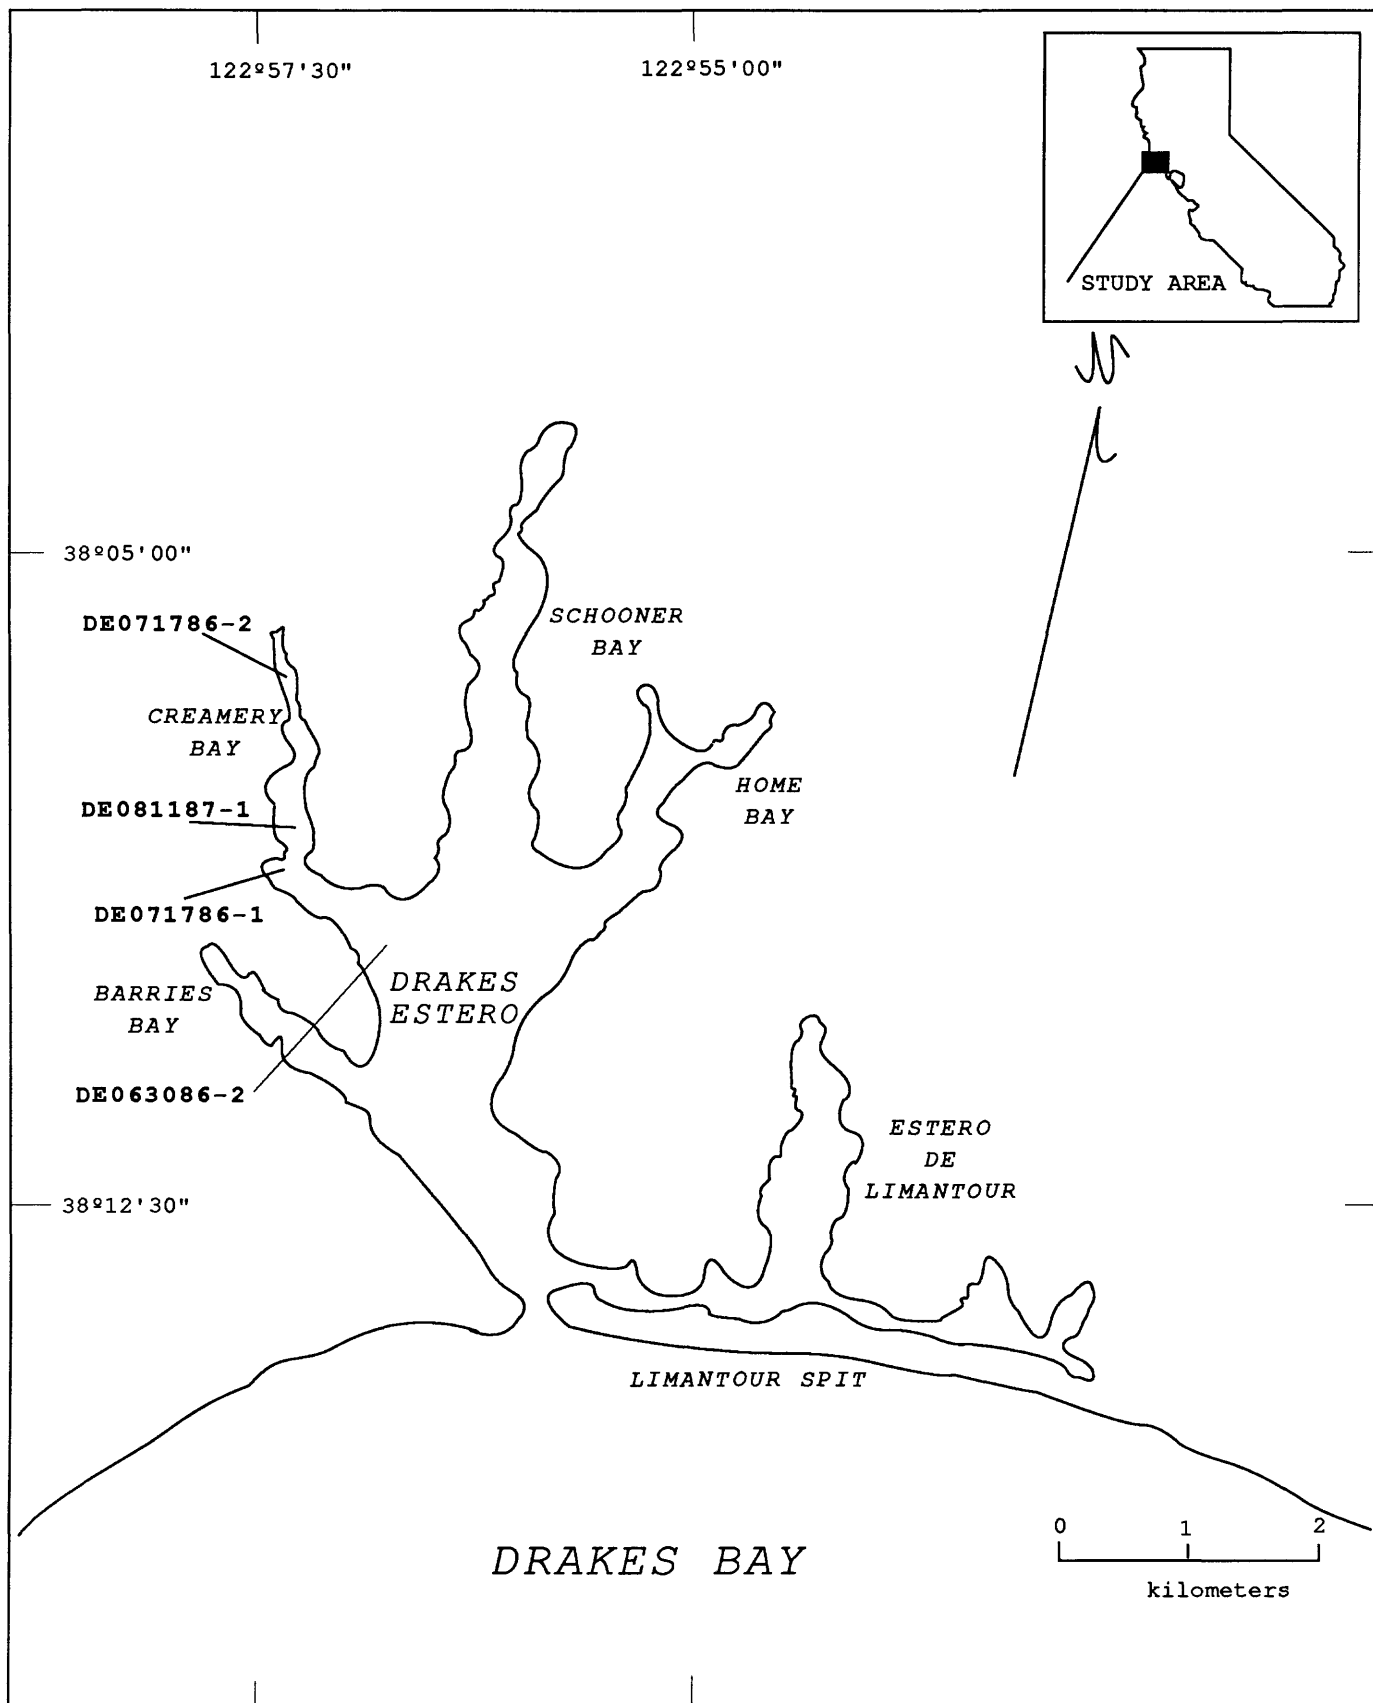 122º57'30"
122º55'00"
STUDY AREA
N
38º05'00"
DE071786-2
SCHOONER
BAY
CREAMERY
BAY
HOME
BAY
DE081187-1
DE071786-1
DRAKES
ESTERO
BARRIES
BAY
DE063086-2
ESTERO
DE
LIMANTOUR
38º12'30"
LIMANTOUR SPIT
0 1 2
kilometers
DRAKES BAY